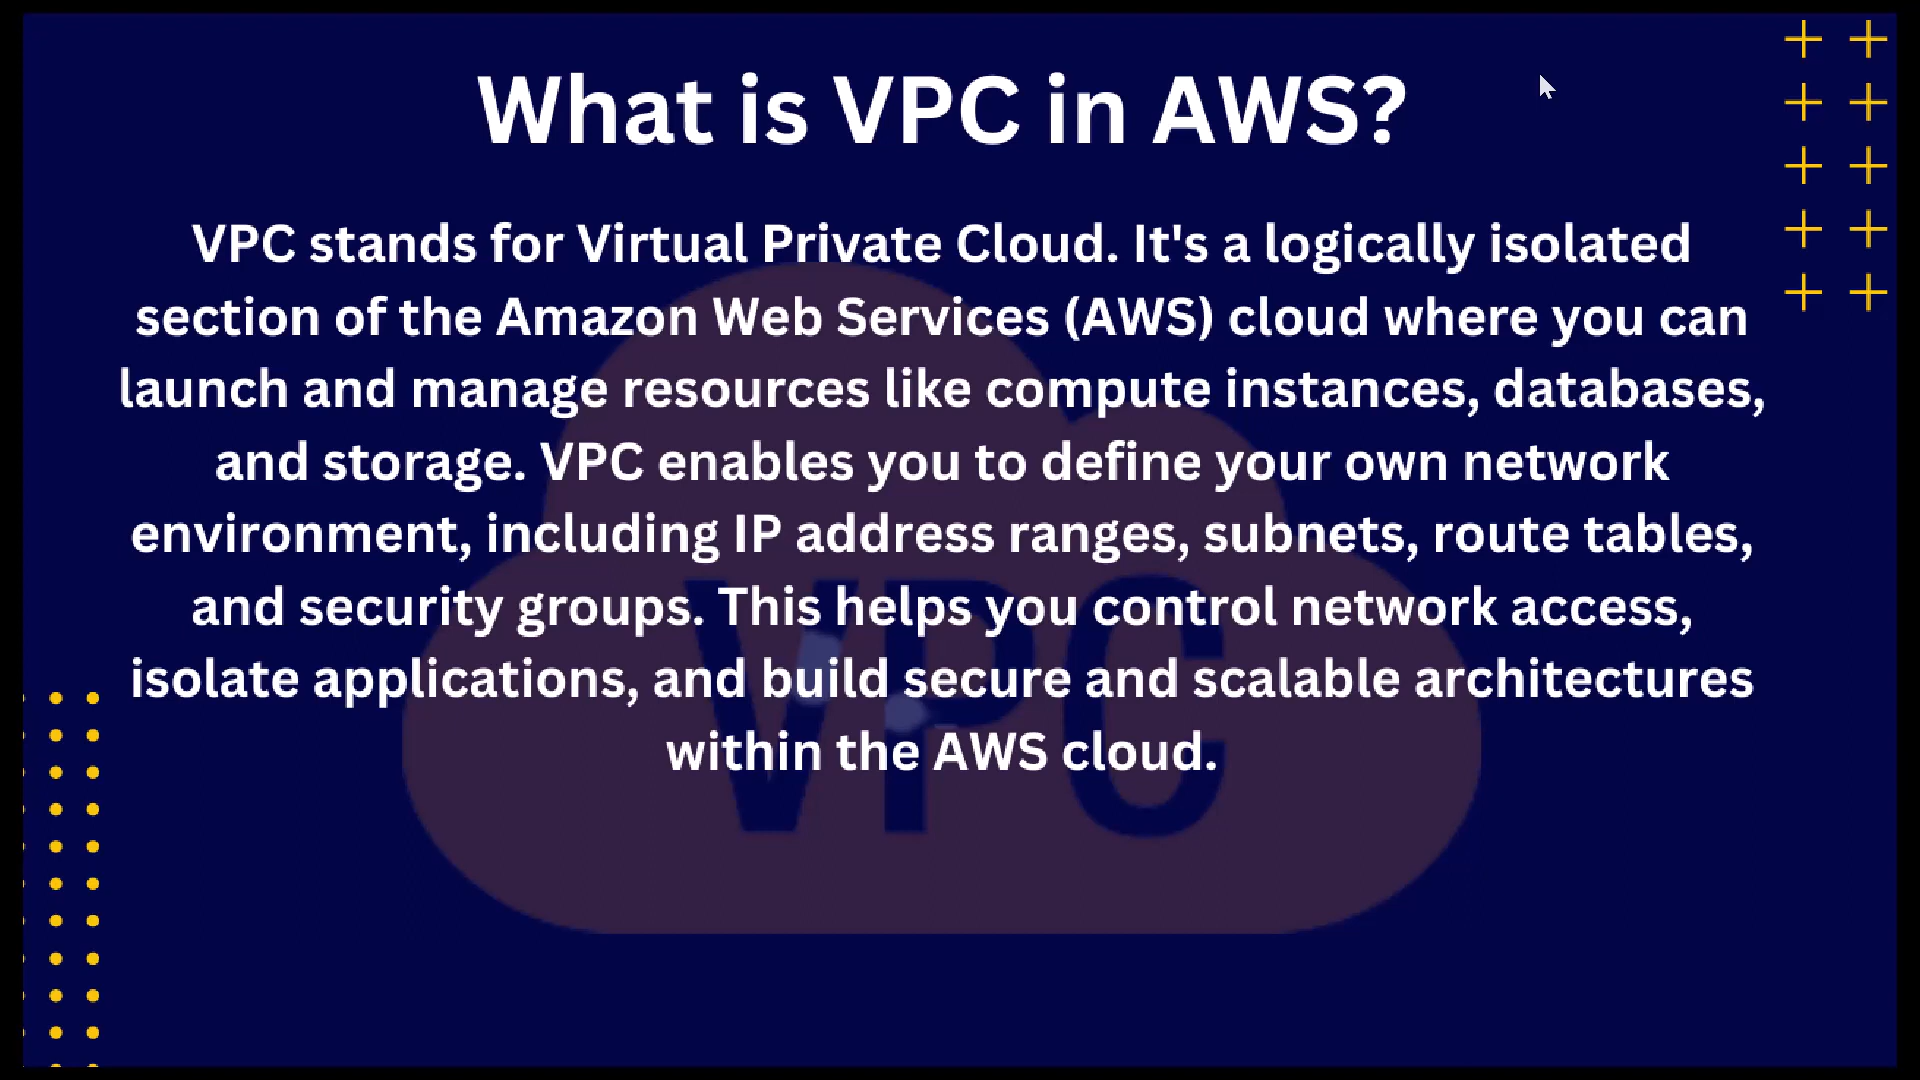 What is VPC in AWS?
VPC stands for Virtual Private Cloud. It's a logically isolated
section of the Amazon Web Services (AWS) cloud where you can
launch and manage resources like compute instances, databases,
and storage. VPC enables you to define your own network
environment, including IP address ranges, subnets, route tables,
and security groups. This helps you control network access,
isolate applications, and build secure and scalable architectures
within the AWS cloud.
VPC